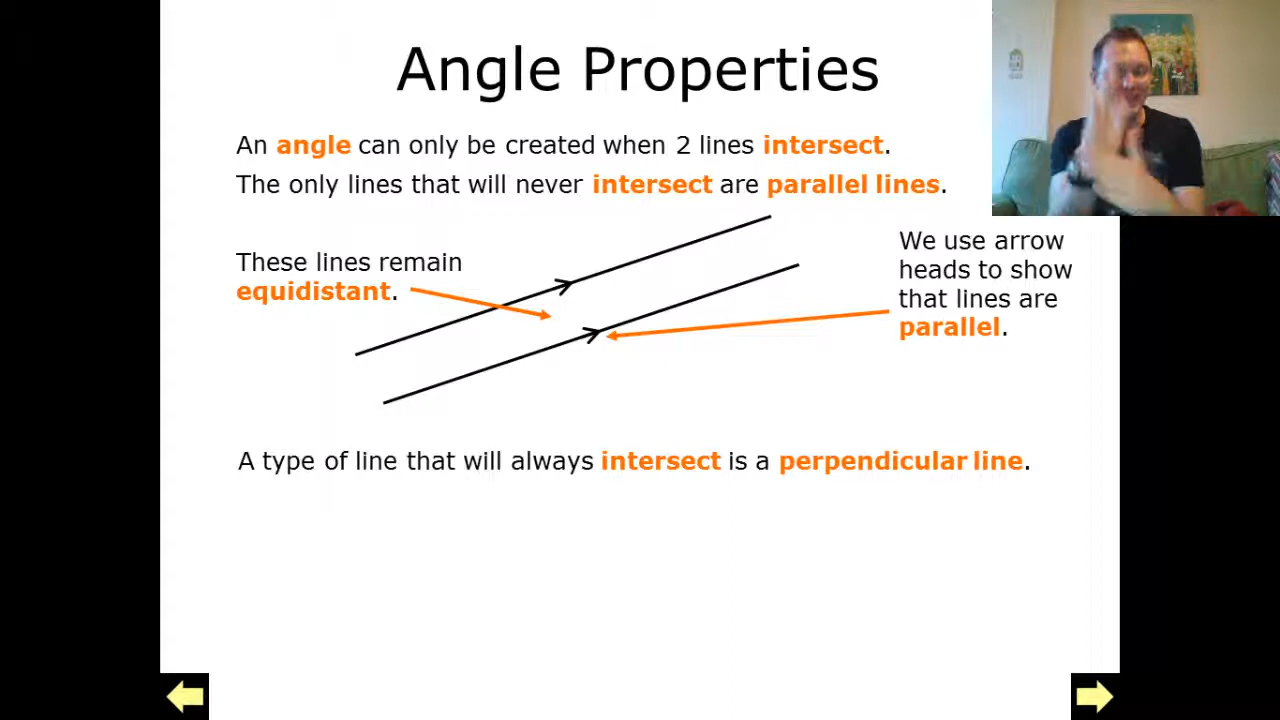 Angle Properties
An angle can only be created when 2 lines intersect.
The only lines that will never intersect are parallel lines.
These lines remain
equidistant.
We use arrow
heads to show
that lines are
parallel.
A type of line that will always intersect is a perpendicular line.